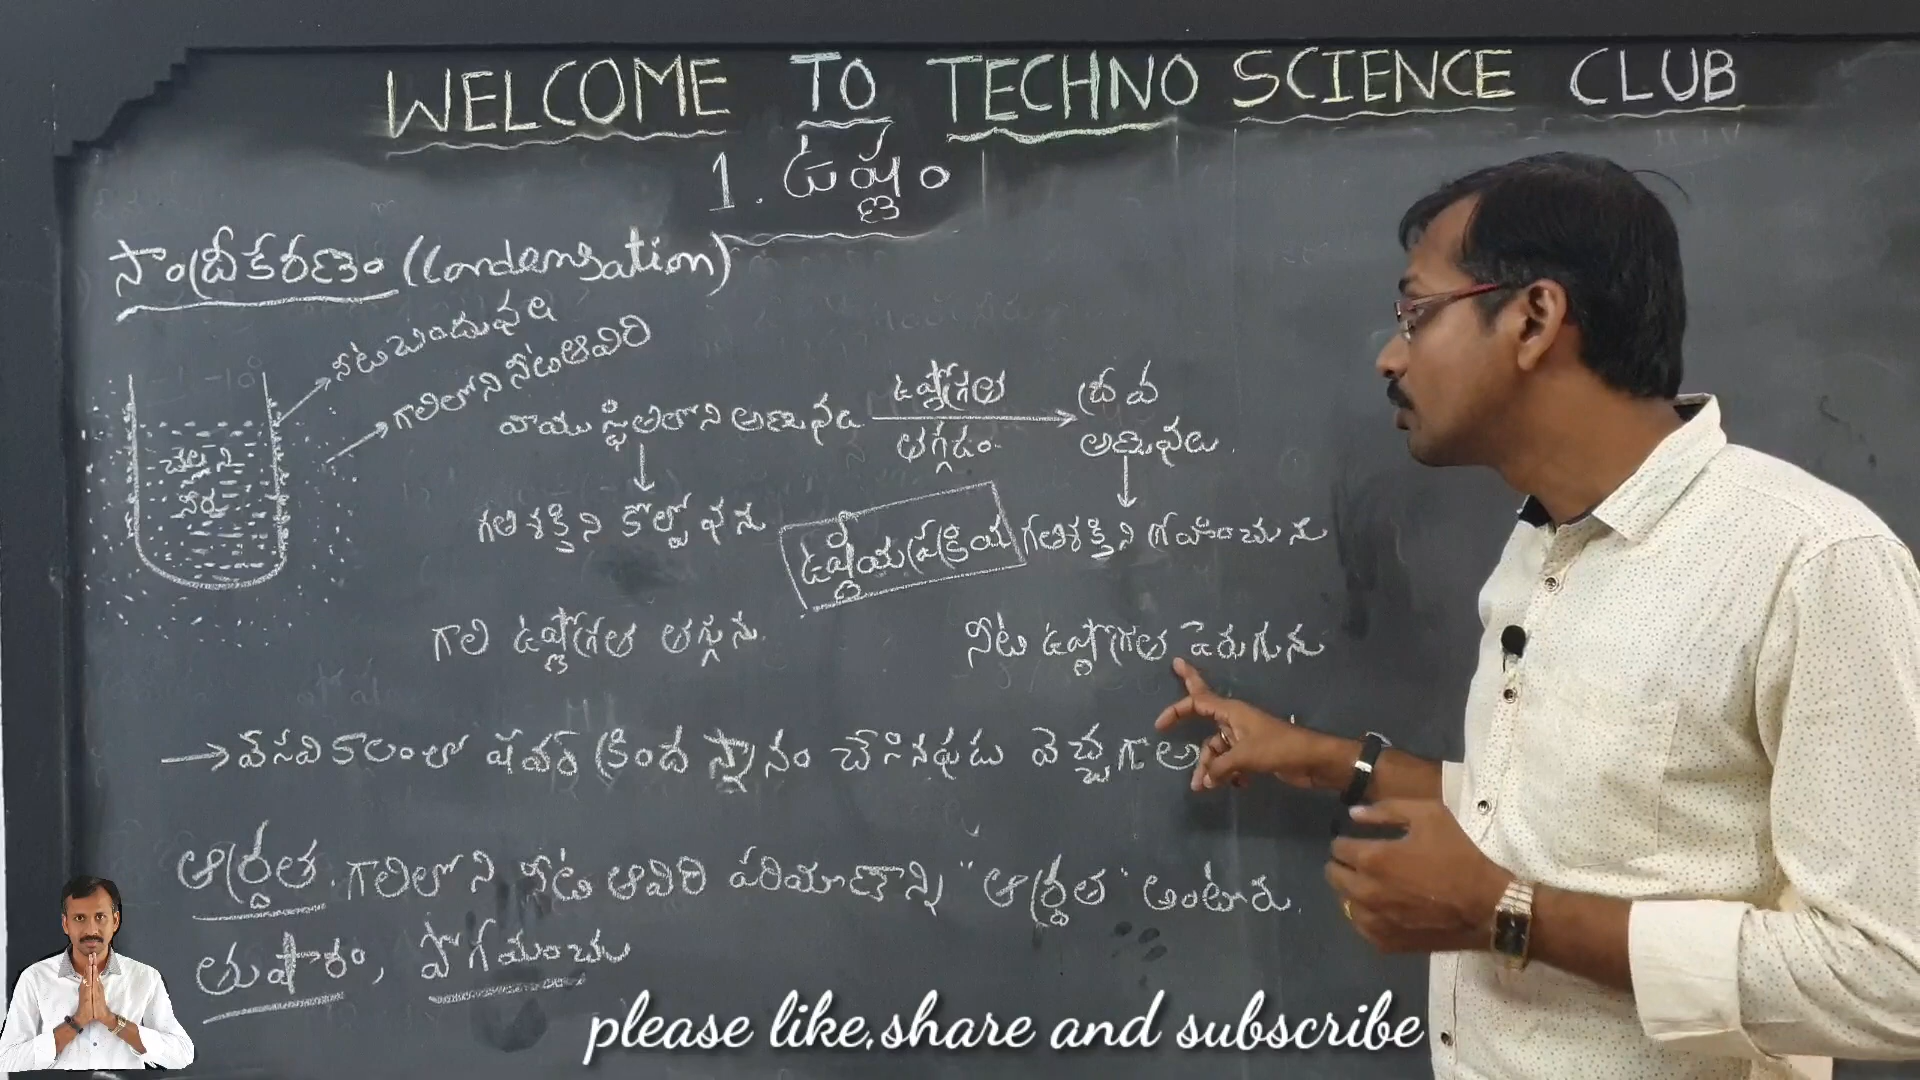 WELCOME TO TECHNO SCIENCE CLUB
1. ఉష్ణం
సాంద్రీకరణం (Condensation)
నీటి బిందువులు
గాలిలోని నీటి ఆవిరి
చల్లని
నీరు
వాయు స్థితిలోని అణువులు
ఉష్ణోగ్రత
తగ్గడం
ద్రవ
అణువులు.
గతిశక్తిని కోల్పోవును
ఉష్ణీయ ప్రక్రియ
గతిశక్తిని గ్రహించును
గాలి ఉష్ణోగ్రత తగ్గును.
నీటి ఉష్ణోగ్రత పెరుగును
→ వేసవి కాలంలో షవర్ క్రింద స్నానం చేసినపుడు వెచ్చగా
ఆర్ద్రత. గాలిలోని నీటి ఆవిరి పరిమాణాన్ని "ఆర్ద్రత" అంటారు.
తుషారం, పొగమంచు
please like,share and subscribe